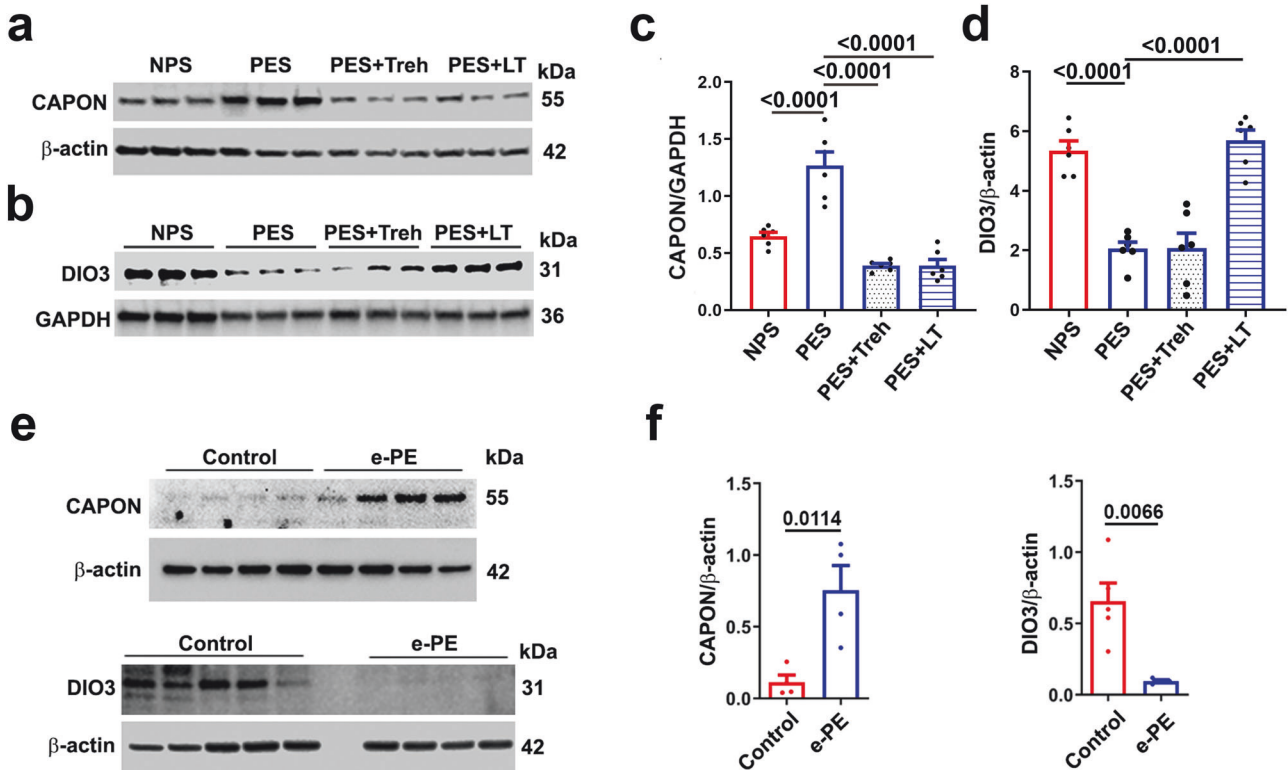 a
NPS PES PES+Treh PES+LT kDa
CAPON 55
β-actin 42
b
NPS PES PES+Treh PES+LT kDa
DIO3 31
GAPDH 36
c
<0.0001
<0.0001
<0.0001
CAPON/GAPDH
2.0
1.5
1.0
0.5
0.0
NPS
PES
PES+Treh
PES+LT
d
<0.0001
<0.0001
DIO3/β-actin
8
6
4
2
0
NPS
PES
PES+Treh
PES+LT
e
Control e-PE kDa
CAPON 55
β-actin 42
Control e-PE kDa
DIO3 31
β-actin 42
f
0.0114
CAPON/β-actin
1.5
1.0
0.5
0.0
Control
e-PE
0.0066
DIO3/β-actin
1.5
1.0
0.5
0.0
Control
e-PE